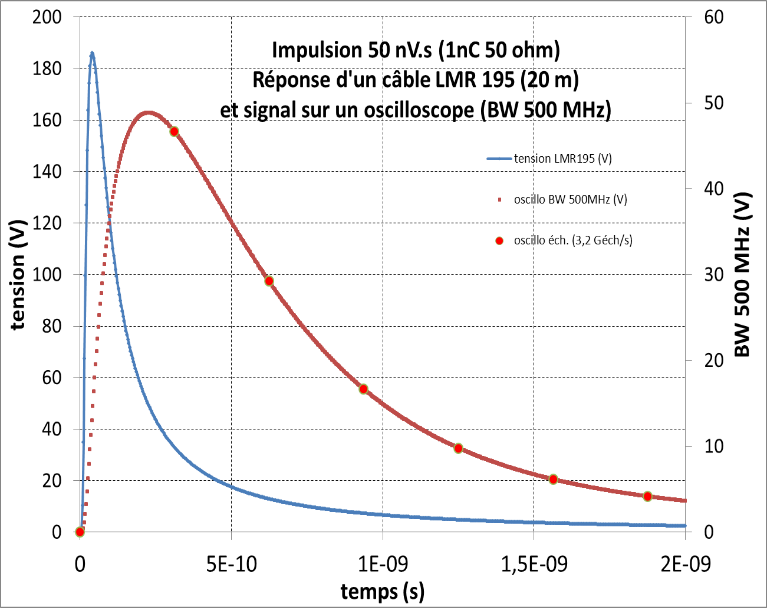 Impulsion 50 nV.s (1nC 50 ohm)
Réponse d'un câble LMR 195 (20 m)
et signal sur un oscilloscope (BW 500 MHz)
tension LMR195 (V)
oscillo BW 500MHz (V)
oscillo éch. (3,2 Géch/s)
tension (V)
200
180
160
140
120
100
80
60
40
20
0
BW 500 MHz (V)
60
50
40
30
20
10
0
0 5E-10 1E-09 1,5E-09 2E-09
temps (s)